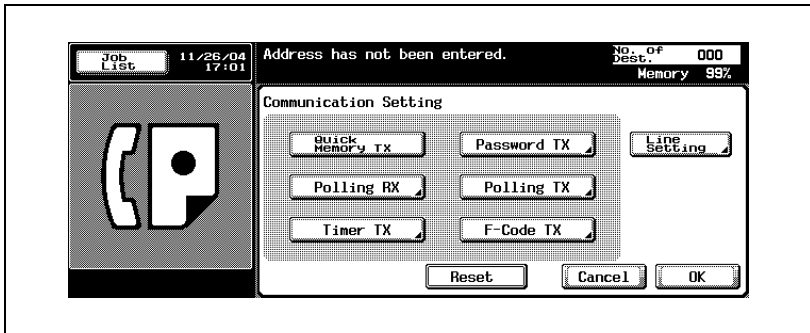 Job
List
11/26/04
17:01
Address has not been entered.
No. of
Dest.
000
Memory 99%
Communication Setting
Quick
Memory TX
Password TX
Line
Setting
Polling RX
Polling TX
Timer TX
F-Code TX
Reset
Cancel
OK